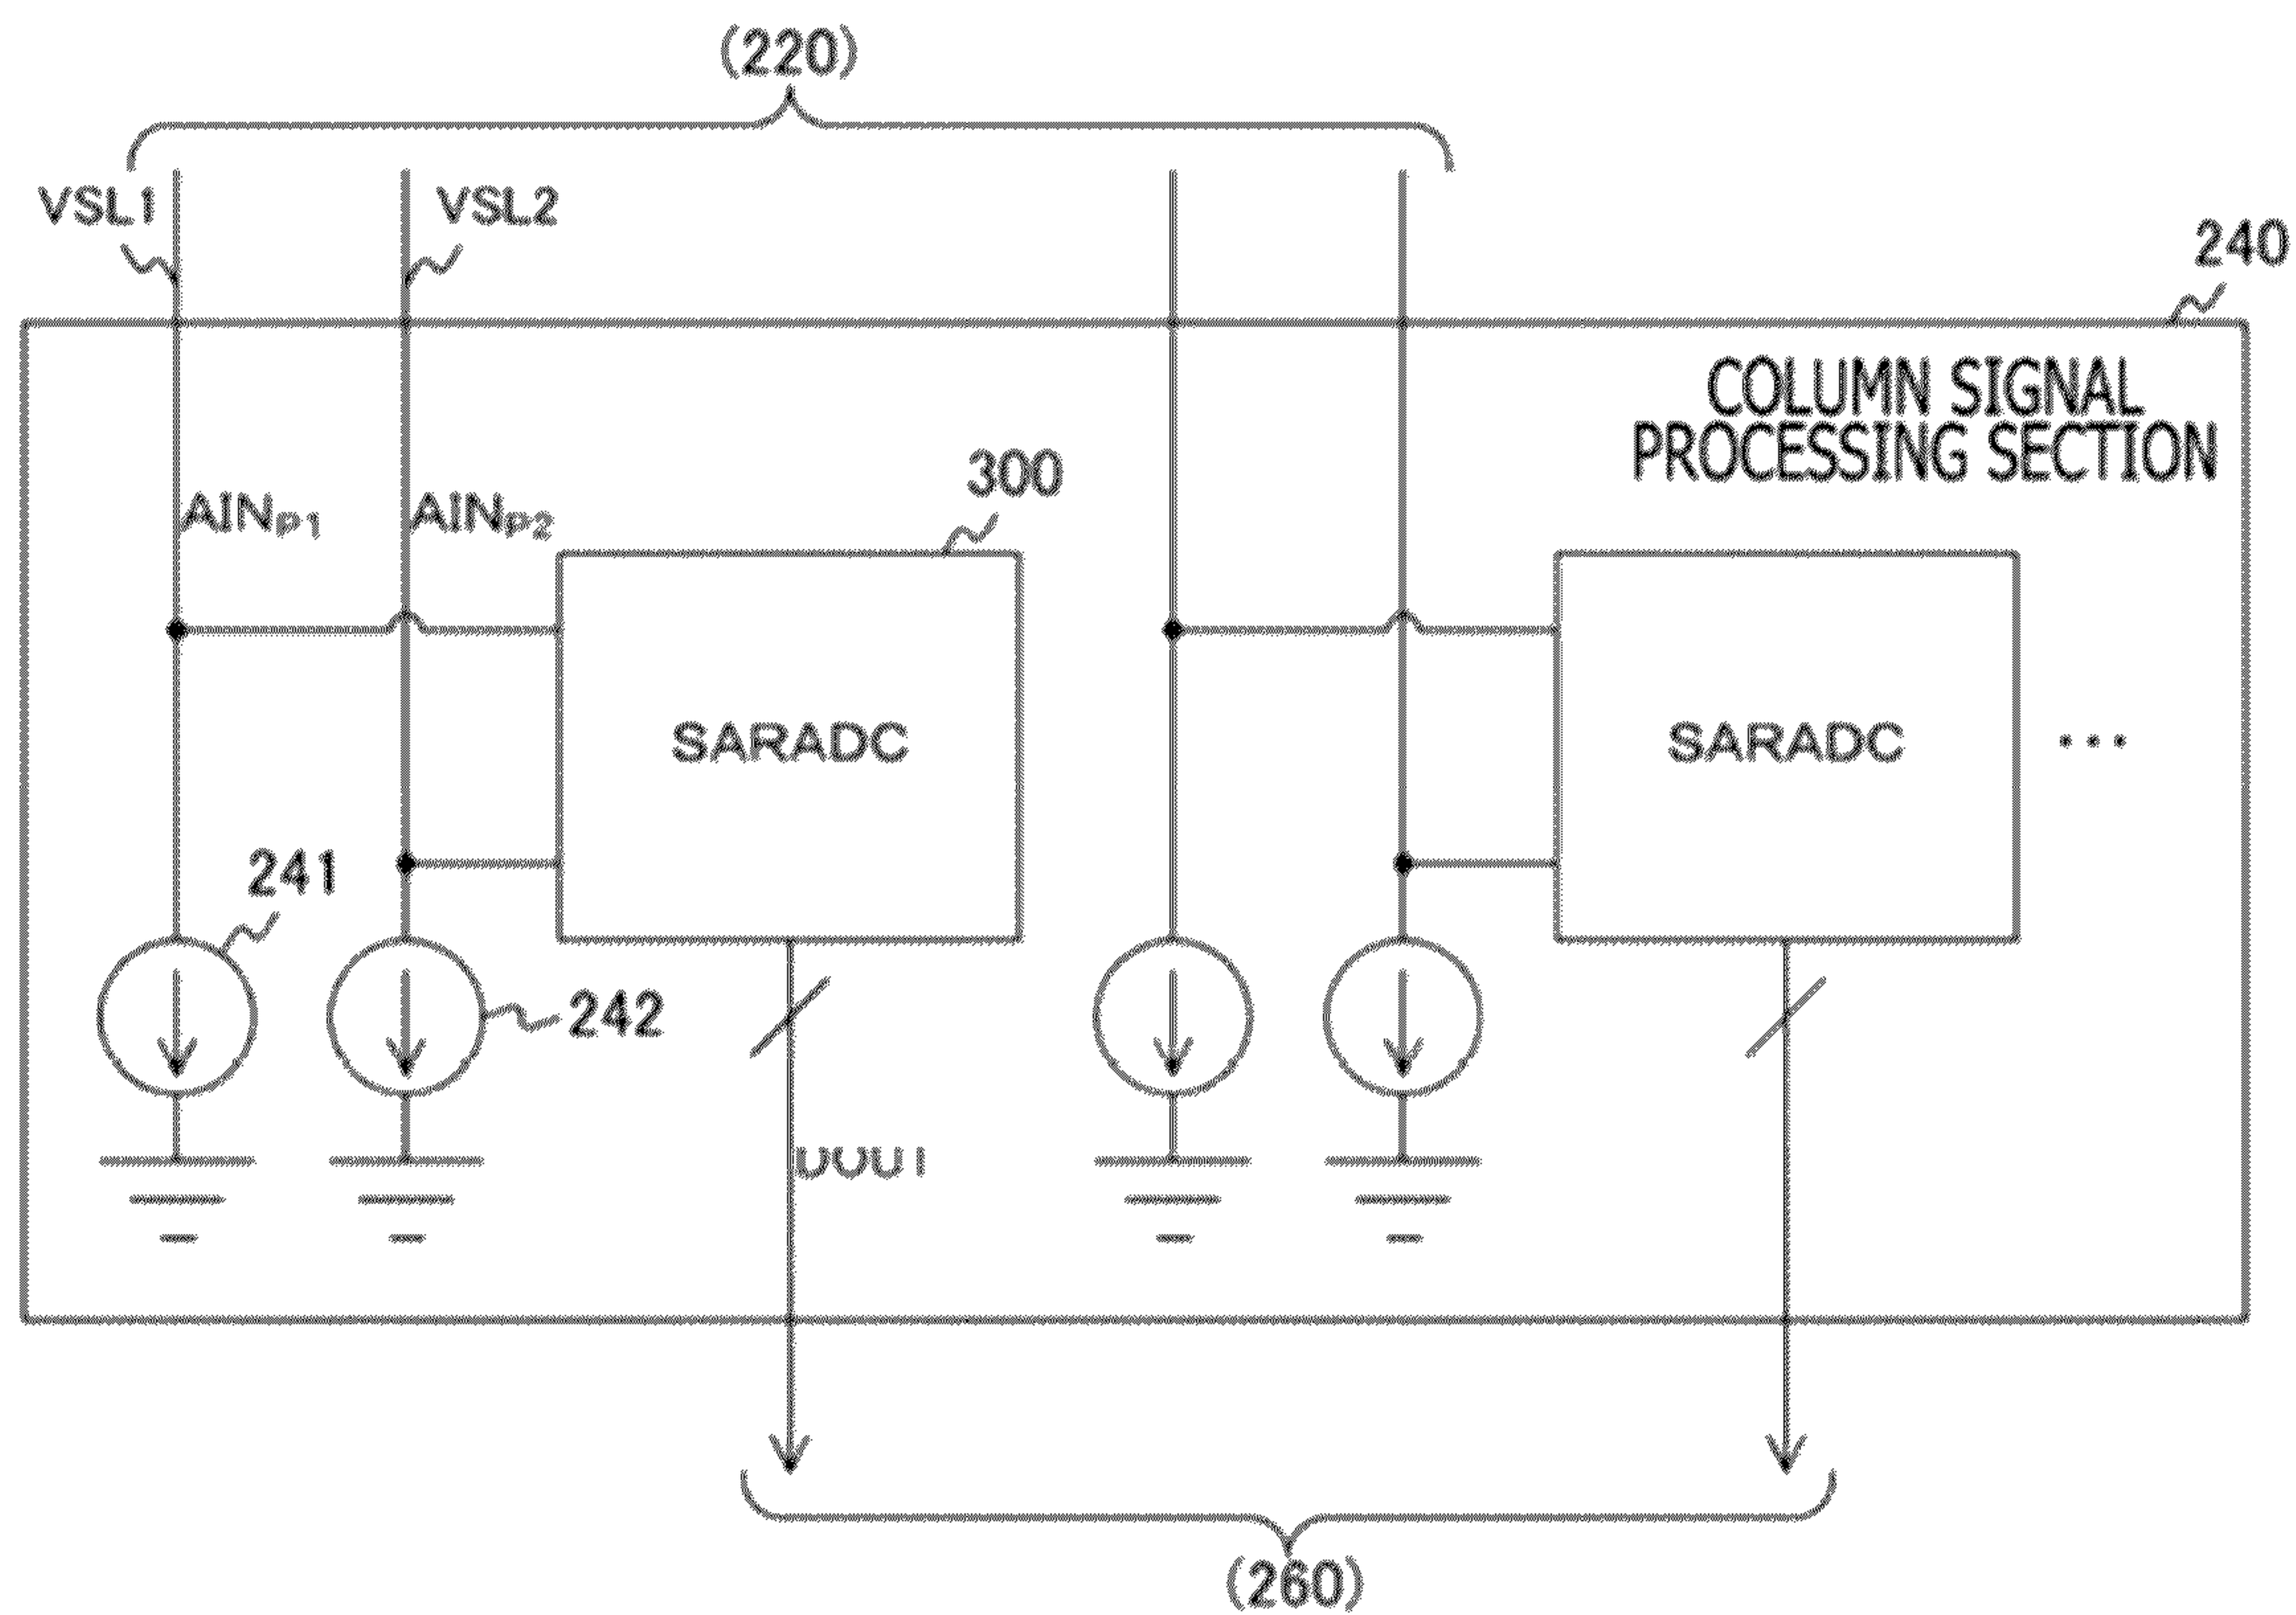 (220)
VSL1
VSL2
240
COLUMN SIGNAL
PROCESSING SECTION
300
AINP1
AINP2
SARADC
SARADC
...
241
242
(260)